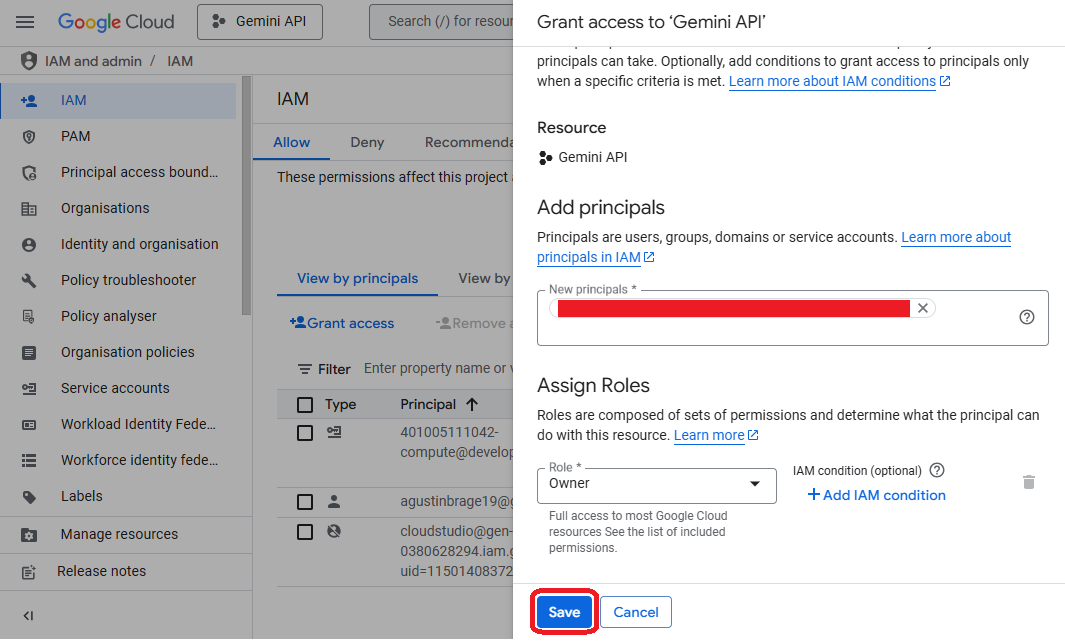 Google Cloud
Gemini API
Search (/) for resour
IAM and admin / IAM
IAM
PAM
Principal access bound...
Organisations
Identity and organisation
Policy troubleshooter
Policy analyser
Organisation policies
Service accounts
Workload Identity Fede...
Workforce identity fede...
Labels
Manage resources
Release notes
IAM
Allow
Deny
Recommenda
These permissions affect this project a
View by principals
View by
Grant access
Remove a
Filter
Enter property name or v
Type
Principal
401005111042-
compute@develop
agustinbrage19@g
cloudstudio@gen-
0380628294.iam.g
uid=11501408372
Grant access to ‘Gemini API’
principals can take. Optionally, add conditions to grant access to principals only
when a specific criteria is met. Learn more about IAM conditions
Resource
Gemini API
Add principals
Principals are users, groups, domains or service accounts. Learn more about
principals in IAM
New principals *
Assign Roles
Roles are composed of sets of permissions and determine what the principal can
do with this resource. Learn more
Role *
Owner
IAM condition (optional)
Add IAM condition
Full access to most Google Cloud
resources See the list of included
permissions.
Save
Cancel